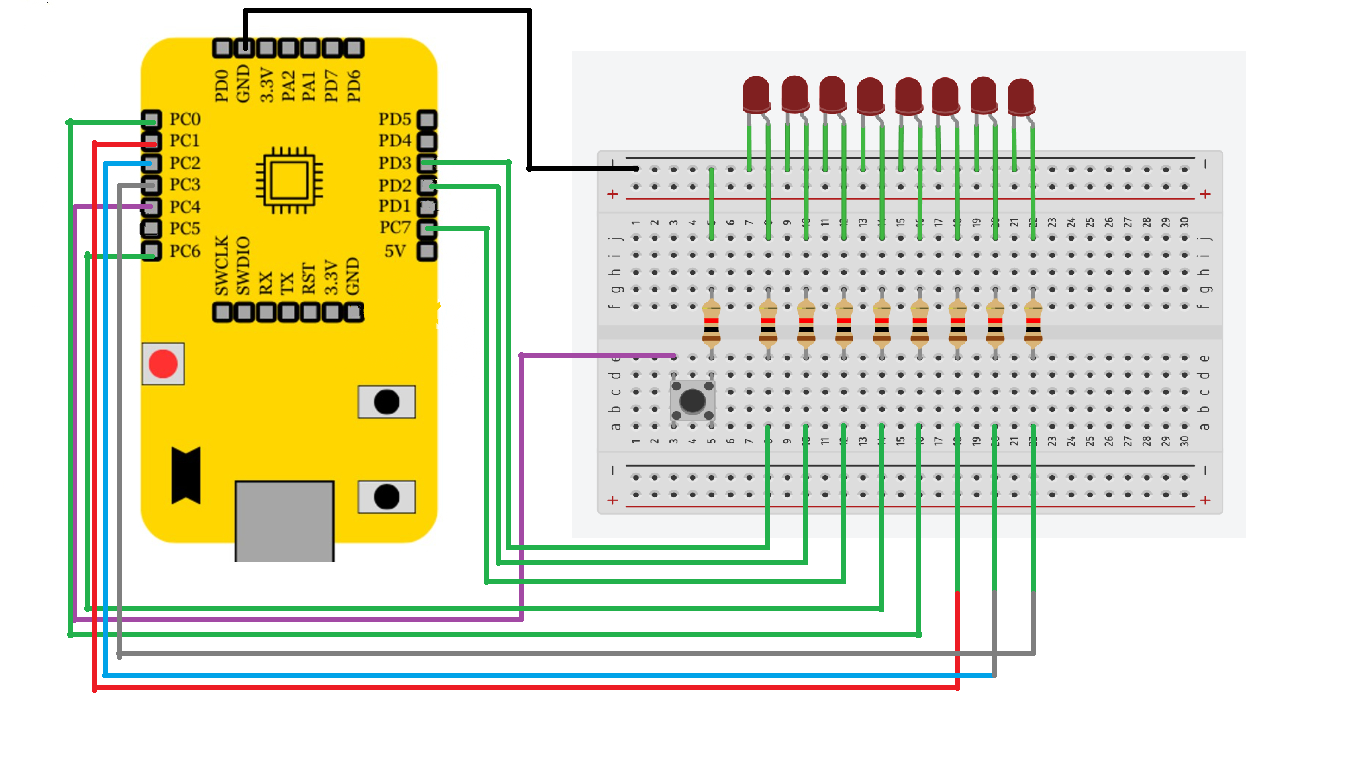 PD0 GND 3.3V PA2 PA1 PD7 PD6
PC0 PD5
PC1 PD4
PC2 PD3
PC3 PD2
PC4 PD1
PC5 PC7
PC6 5V
SWCLK SWDIO RX TX RST 3.3V GND
− −
+ +
1 2 3 4 5 6 7 8 9 10 11 12 13 14 15 16 17 18 19 20 21 22 23 24 25 26 27 28 29 30
j j
i i
h h
g g
f f
e e
d d
c c
b b
a a
1 2 3 4 5 6 7 8 9 10 11 12 13 14 15 16 17 18 19 20 21 22 23 24 25 26 27 28 29 30
− −
+ +